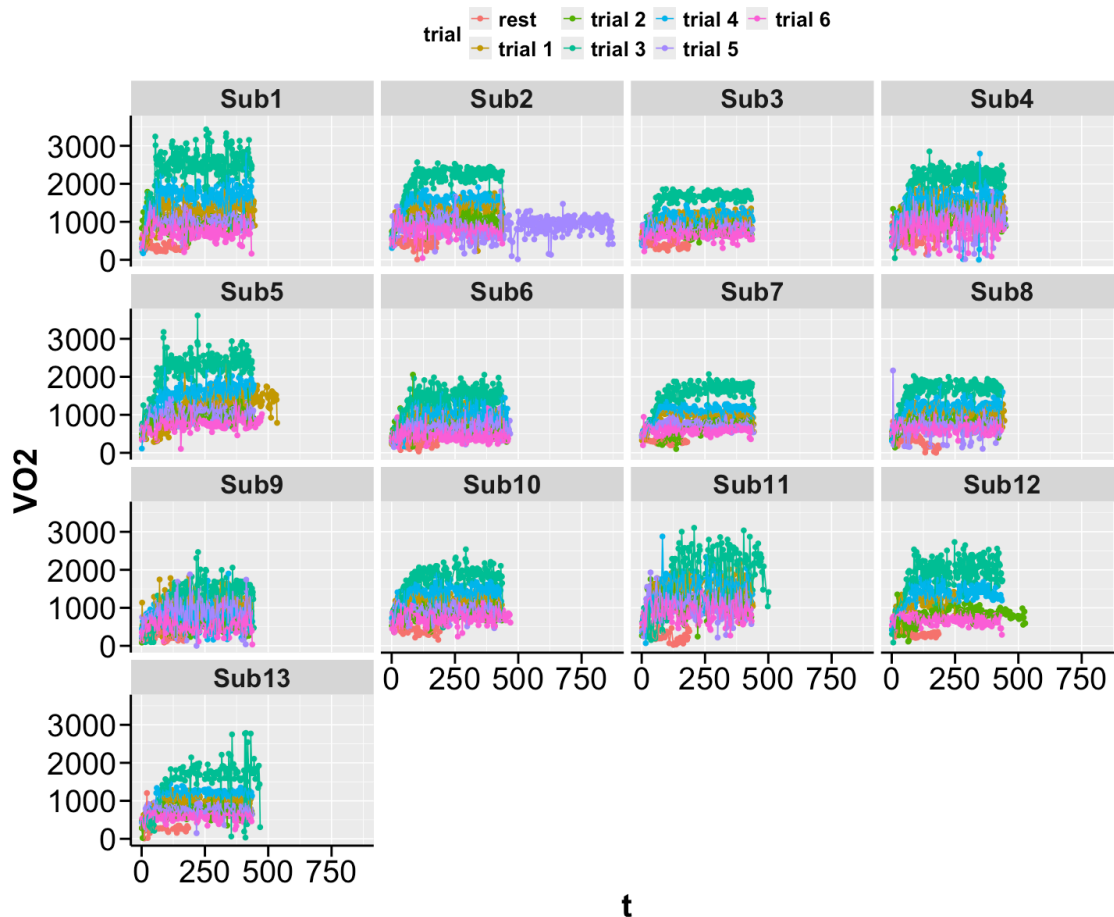 rest trial 2 trial 4 trial 6
trial
trial 1 trial 3 trial 5
Sub1 Sub2 Sub3 Sub4
3000
2000
1000
0
Sub5 Sub6 Sub7 Sub8
3000
2000
1000
0
Sub9 Sub10 Sub11 Sub12
3000
2000
1000
0
0 250 500 750 0 250 500 750 0 250 500 750
Sub13
3000
2000
1000
0
0 250 500 750
VO2
t